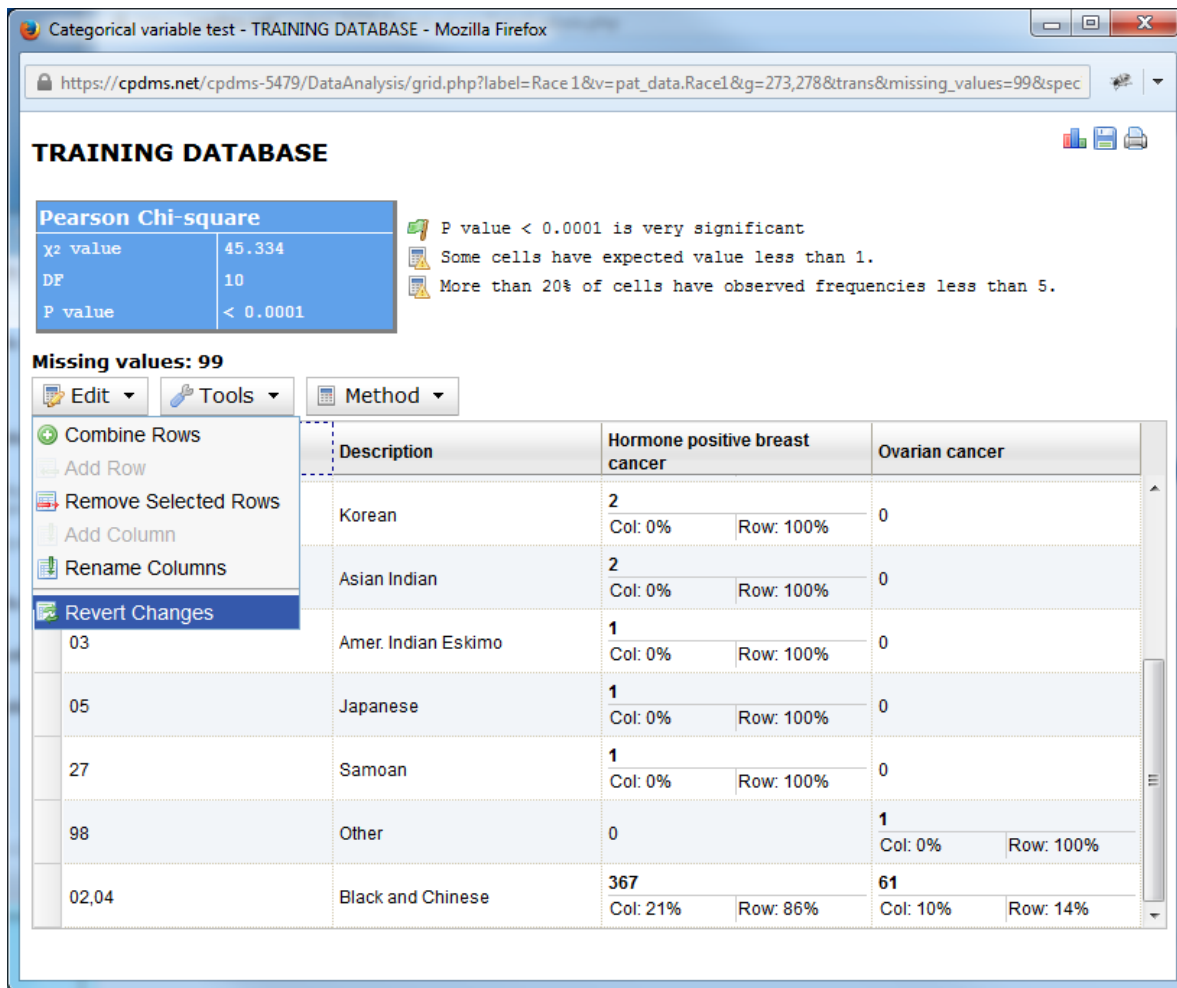 Categorical variable test - TRAINING DATABASE - Mozilla Firefox
https://cpdms.net/cpdms-5479/DataAnalysis/grid.php?label=Race 1&v=pat_data.Race1&g=273,278&trans&missing_values=99&spec
TRAINING DATABASE
Pearson Chi-square
χ2 value 45.334
DF 10
P value < 0.0001
P value < 0.0001 is very significant
Some cells have expected value less than 1.
More than 20% of cells have observed frequencies less than 5.
Missing values: 99
Edit Tools Method
Combine Rows
Add Row
Remove Selected Rows
Add Column
Rename Columns
Revert Changes
Description Hormone positive breast cancer Ovarian cancer
Korean 2 Col: 0% Row: 100% 0
Asian Indian 2 Col: 0% Row: 100% 0
03 Amer. Indian Eskimo 1 Col: 0% Row: 100% 0
05 Japanese 1 Col: 0% Row: 100% 0
27 Samoan 1 Col: 0% Row: 100% 0
98 Other 0 1 Col: 0% Row: 100%
02,04 Black and Chinese 367 Col: 21% Row: 86% 61 Col: 10% Row: 14%